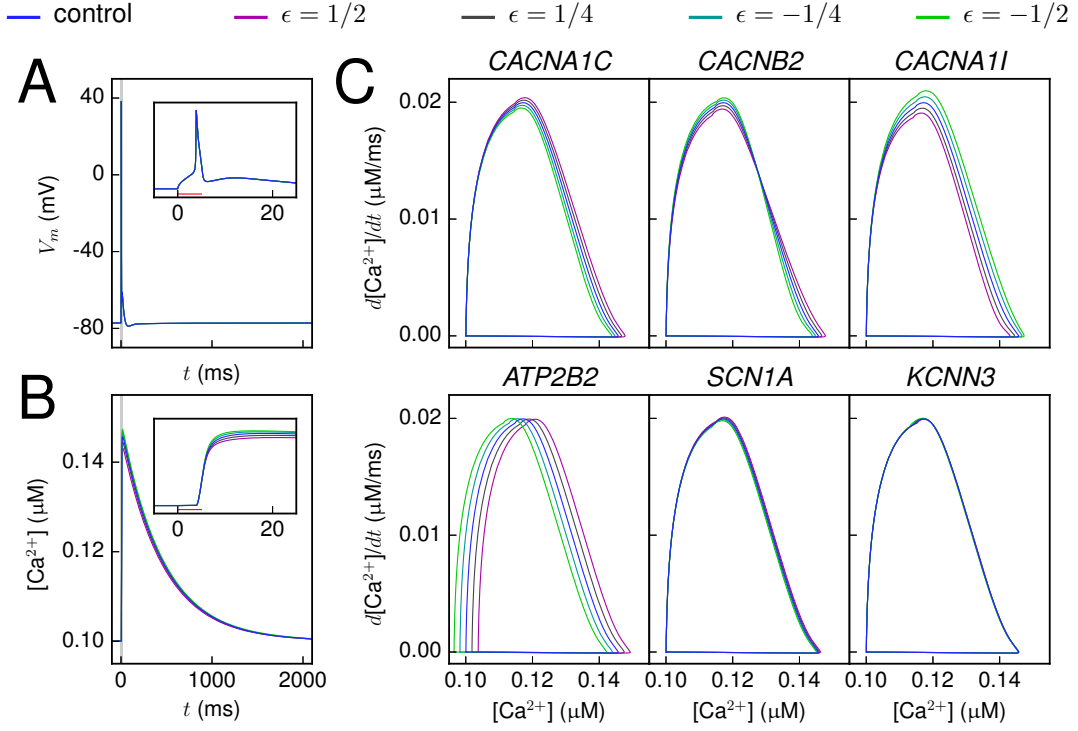 control ϵ = 1/2 ϵ = 1/4 ϵ = −1/4 ϵ = −1/2
A
40
0
-40
-80
V_m (mV)
0 20
t (ms)
B
0.14
0.12
0.10
[Ca²⁺] (μM)
0 20
0 1000 2000
t (ms)
C
CACNA1C CACNB2 CACNA1I
0.02
0.01
0.00
d[Ca²⁺]/dt (μM/ms)
ATP2B2 SCN1A KCNN3
0.02
0.01
0.00
d[Ca²⁺]/dt (μM/ms)
0.10 0.12 0.14 0.10 0.12 0.14 0.10 0.12 0.14
[Ca²⁺] (μM) [Ca²⁺] (μM) [Ca²⁺] (μM)